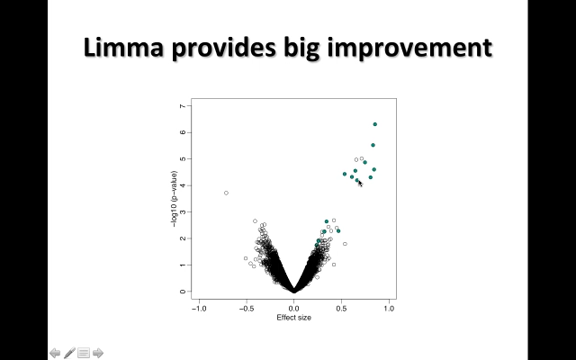 Limma provides big improvement
7
6
5
4
3
2
1
0
−log10 (p−value)
−1.0 −0.5 0.0 0.5 1.0
Effect size